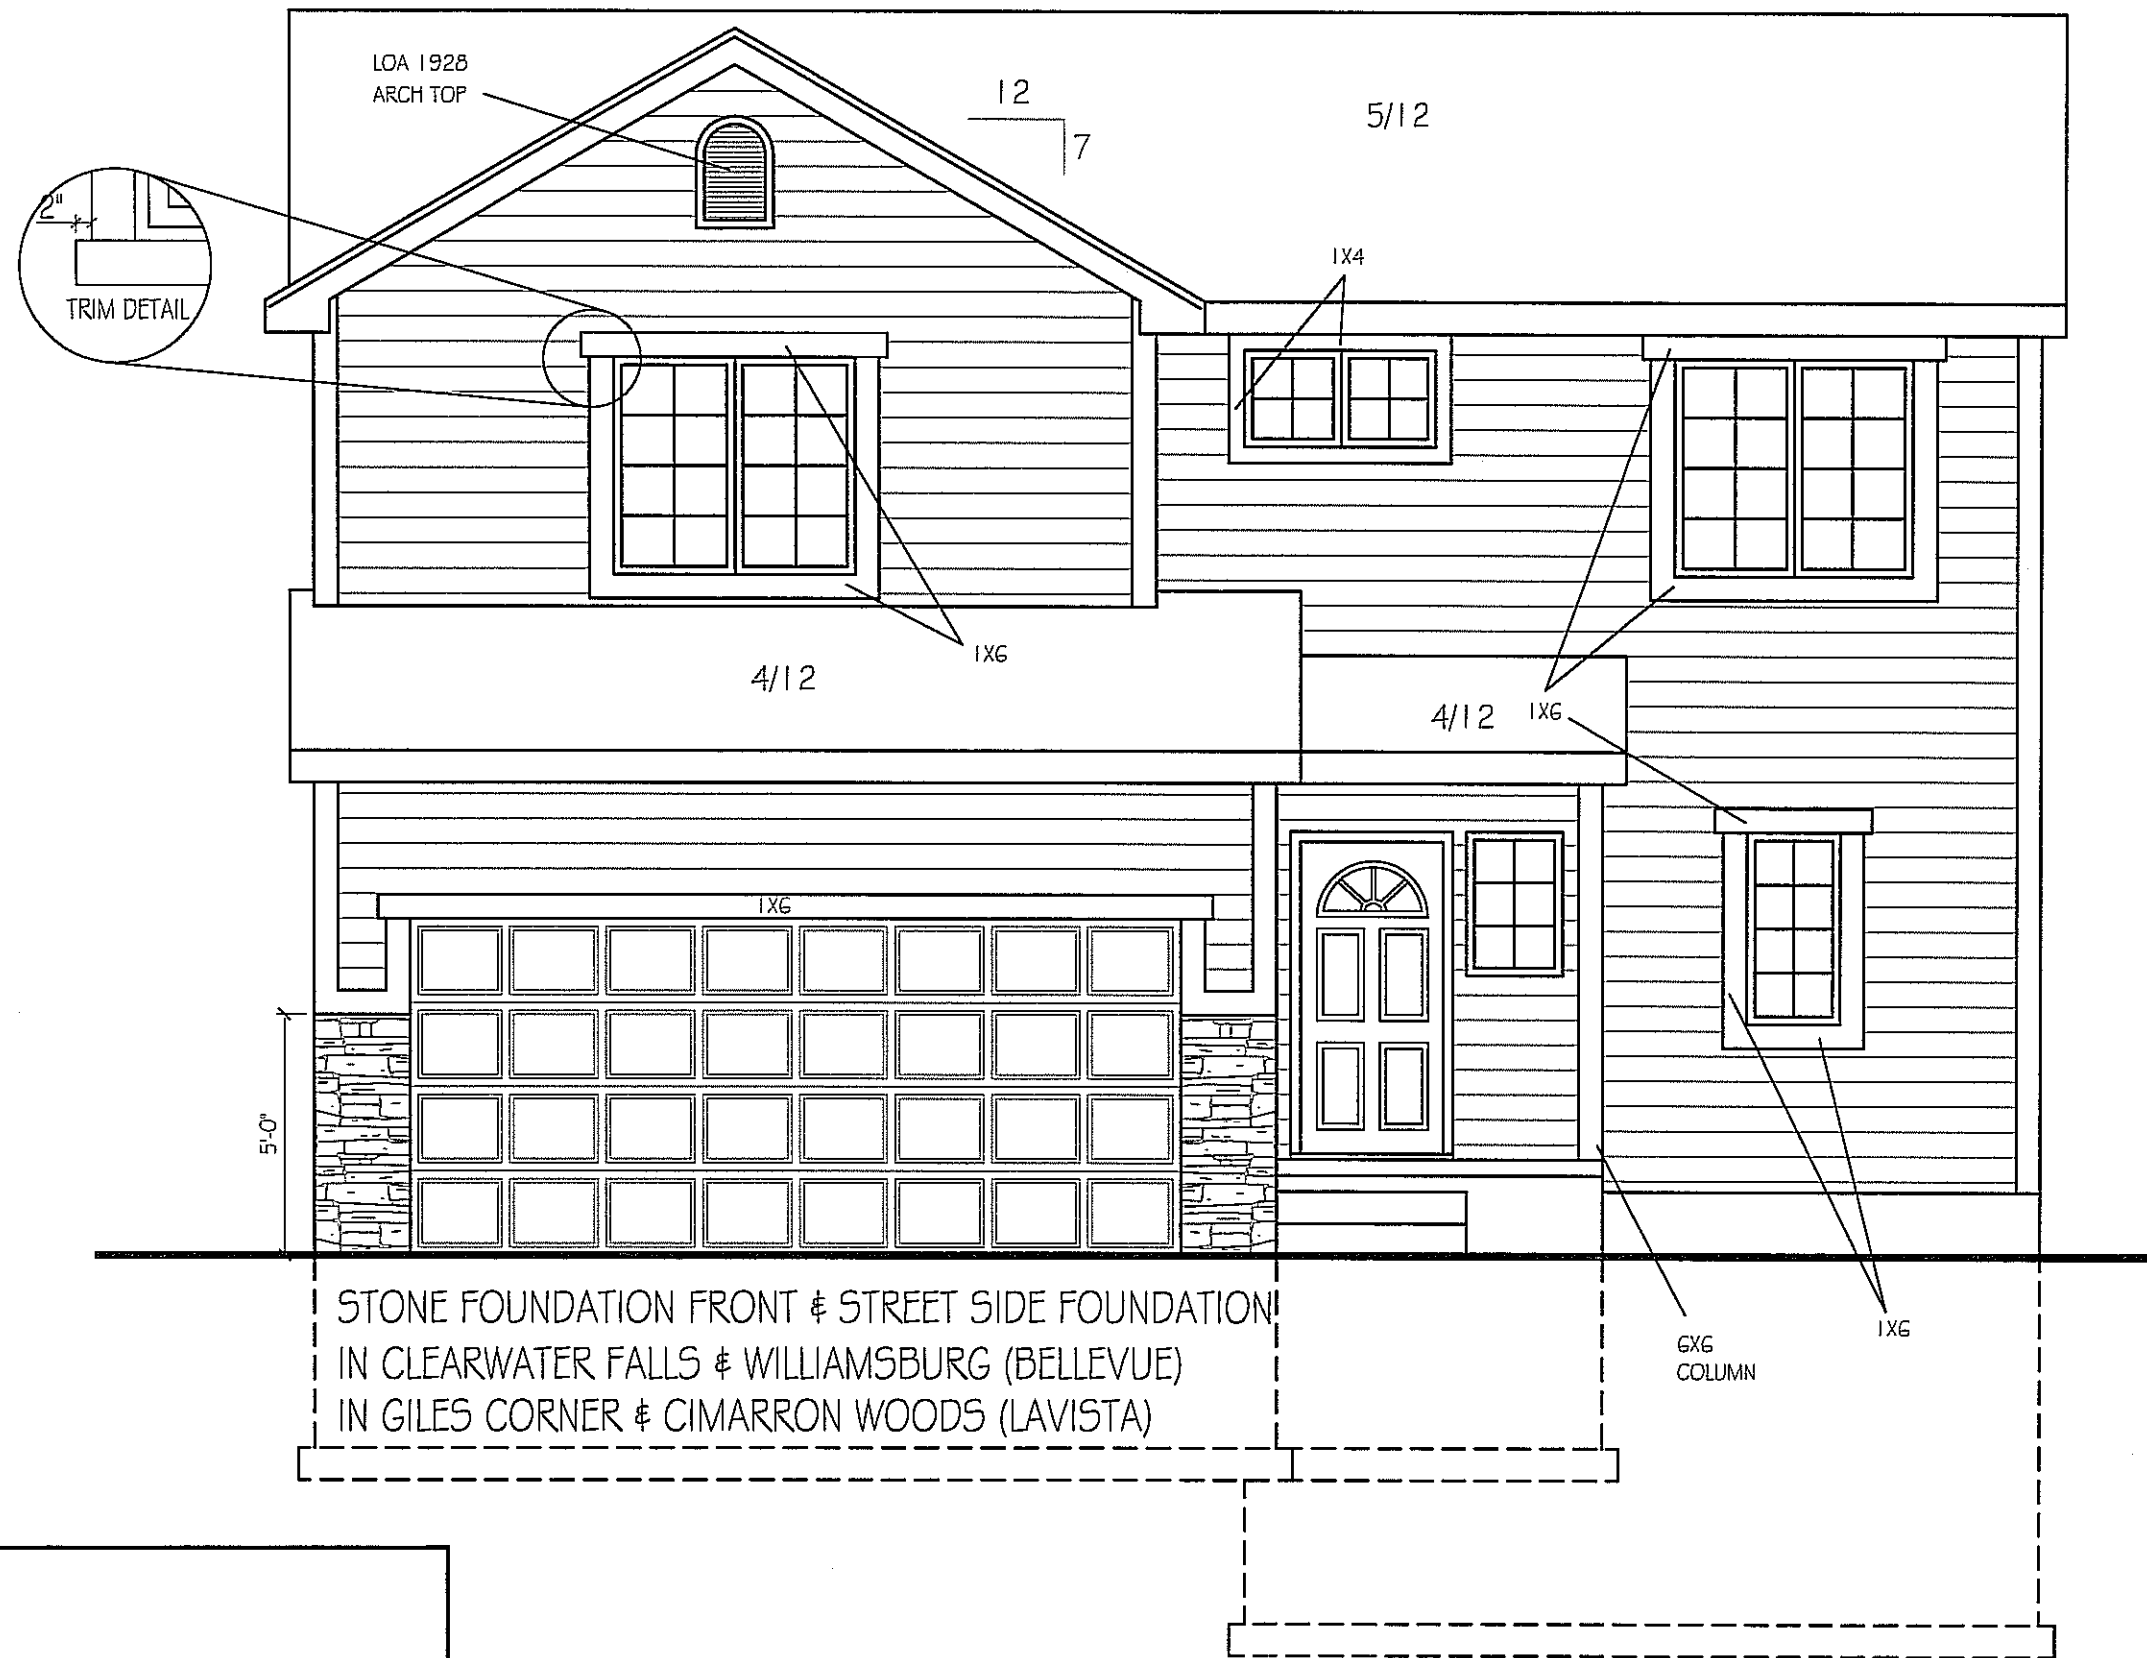 LOA 1928
ARCH TOP
12
7
5/12
2"
TRIM DETAIL
1X4
1X6
4/12
4/12
1X6
1X6
5'-0"
STONE FOUNDATION FRONT & STREET SIDE FOUNDATION
IN CLEARWATER FALLS & WILLIAMSBURG (BELLEVUE)
IN GILES CORNER & CIMARRON WOODS (LAVISTA)
6X6
COLUMN
1X6